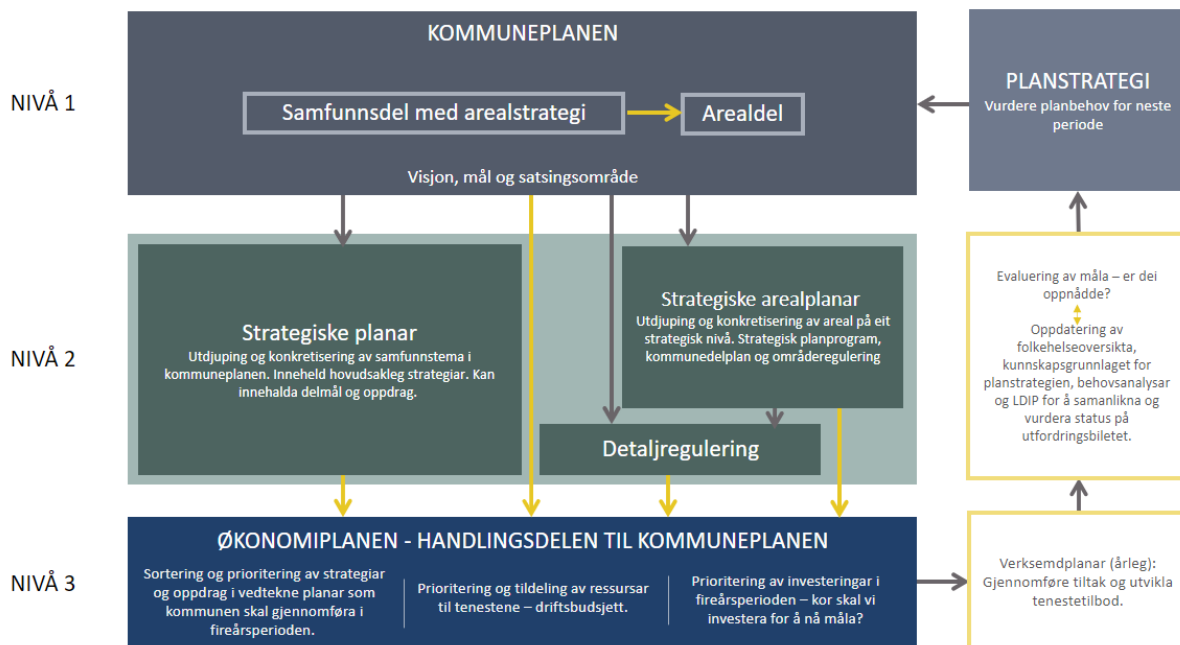 KOMMUNEPLANEN
NIVÅ 1
Samfunnsdel med arealstrategi
Arealdel
Visjon, mål og satsingsområde
PLANSTRATEGI
Vurdere planbehov for neste
periode
NIVÅ 2
Strategiske planar
Utdjuping og konkretisering av samfunnstema i
kommuneplanen. Inneheld hovudsakleg strategiar. Kan
innehalda delmål og oppdrag.
Strategiske arealplanar
Utdjuping og konkretisering av areal på eit
strategisk nivå. Strategisk planprogram,
kommunedelplan og områderegulering
Detaljregulering
Evaluering av måla – er dei
oppnådde?
Oppdatering av
folkehelseoversikta,
kunnskapsgrunnlaget for
planstrategien, behovsanalysar
og LDIP for å samanlikna og
vurdera status på
utfordringsbiletet.
NIVÅ 3
ØKONOMIPLANEN - HANDLINGSDELEN TIL KOMMUNEPLANEN
Sortering og prioritering av strategiar
og oppdrag i vedtekne planar som
kommunen skal gjennomføra i
fireårsperioden.
Prioritering og tildeling av ressursar
til tenestene – driftsbudsjett.
Prioritering av investeringar i
fireårsperioden – kor skal vi
investera for å nå måla?
Verksemdplanar (årleg):
Gjennomføre tiltak og utvikla
tenestetilbod.